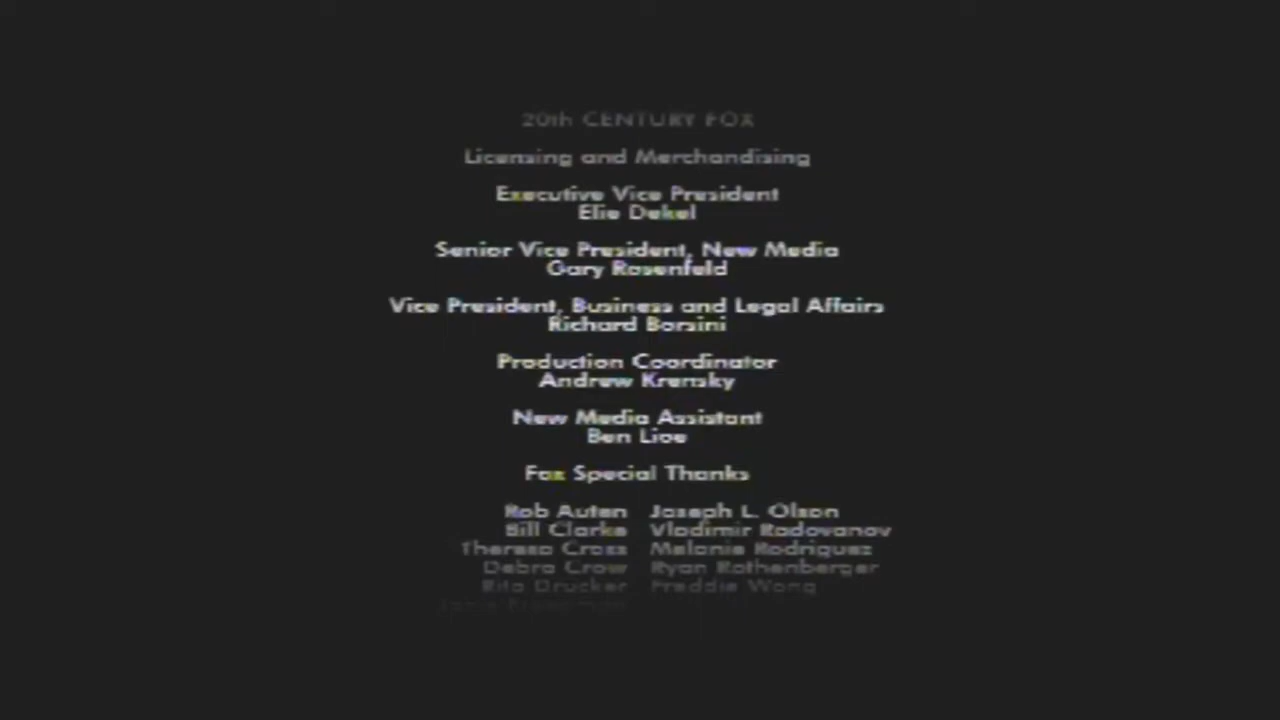 20th CENTURY FOX
Licensing and Merchandising
Executive Vice President
Elie Dekel
Senior Vice President, New Media
Gary Rosenfeld
Vice President, Business and Legal Affairs
Richard Borsini
Production Coordinator
Andrew Krensky
New Media Assistant
Ben Lioe
Fox Special Thanks
Rob Auten Joseph L. Olson
Bill Clarke Vladimir Radovanov
Theresa Cross Melanie Rodriguez
Debra Crow Ryan Rothenberger
Rita Drucker Freddie Wong